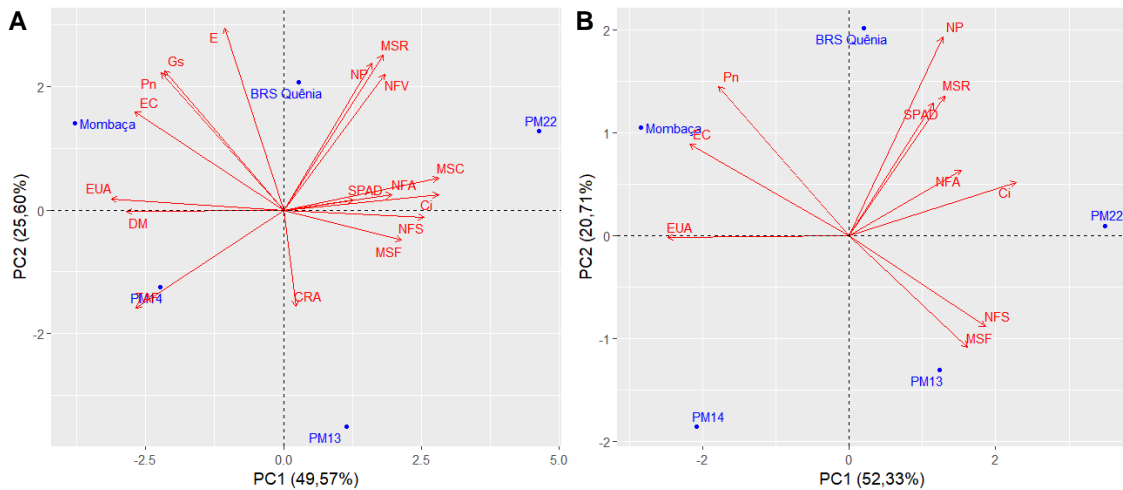 A
E
MSR
Gs
NP
Pn
NFV
BRS Quênia
EC
Mombaça
PM22
MSC
EUA
SPAD
NFA
Ci
DM
NFS
MSF
CRA
PM13
2
0
-2
-2.5
0.0
2.5
5.0
PC1 (49,57%)
PC2 (25,60%)
B
BRS Quênia
NP
Pn
MSR
SPAD
Mombaça
EC
NFA
Ci
PM22
EUA
NFS
MSF
PM13
PM14
2
1
0
-1
-2
-2
0
2
PC1 (52,33%)
PC2 (20,71%)